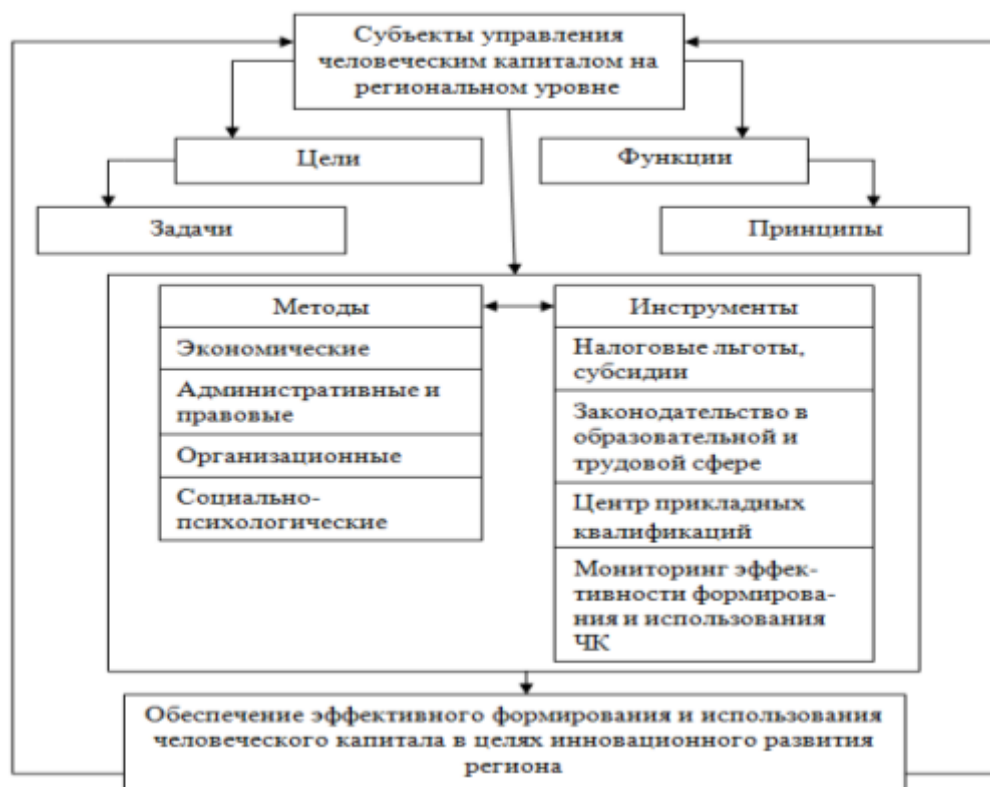 Субъекты управления
человеческим капиталом на
региональном уровне
Цели
Функции
Задачи
Принципы
Методы
Экономические
Административные и
правовые
Организационные
Социально-
психологические
Инструменты
Налоговые льготы,
субсидии
Законодательство в
образовательной и
трудовой сфере
Центр прикладных
квалификаций
Мониторинг эффек-
тивности формирова-
ния и использования
ЧК
Обеспечение эффективного формирования и использования
человеческого капитала в целях инновационного развития
региона